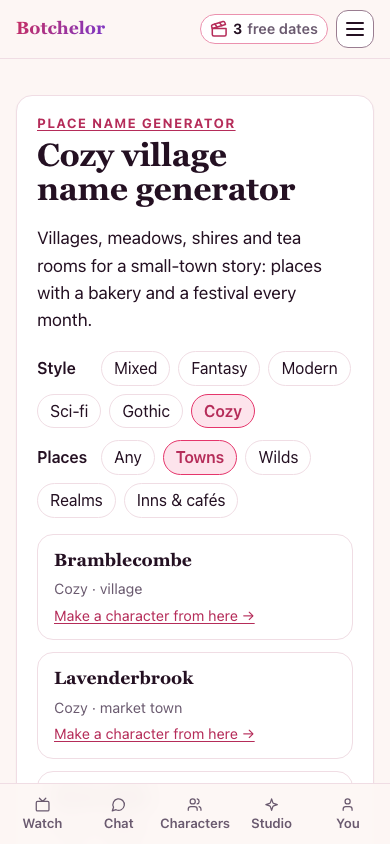 Botchelor
3 free dates
PLACE NAME GENERATOR
Cozy village
name generator
Villages, meadows, shires and tea
rooms for a small-town story: places
with a bakery and a festival every
month.
Style Mixed Fantasy Modern
Sci-fi Gothic Cozy
Places Any Towns Wilds
Realms Inns & cafés
Bramblecombe
Cozy · village
Make a character from here →
Lavenderbrook
Cozy · market town
Make a character from here →
Watch Chat Characters Studio You